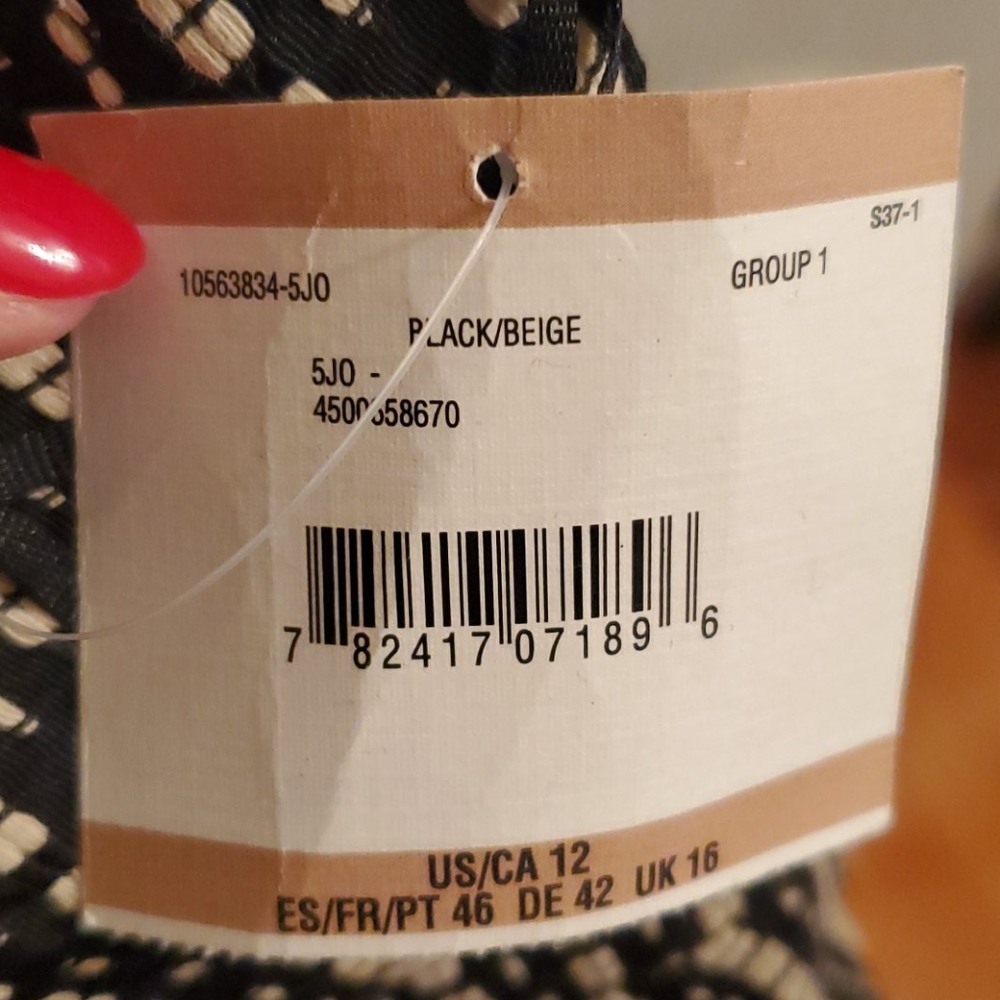 S37-1
10563834-5JO GROUP 1
BLACK/BEIGE
5JO -
7 82417 07189 6
US/CA 12
ES/FR/PT 46 DE 42 UK 16